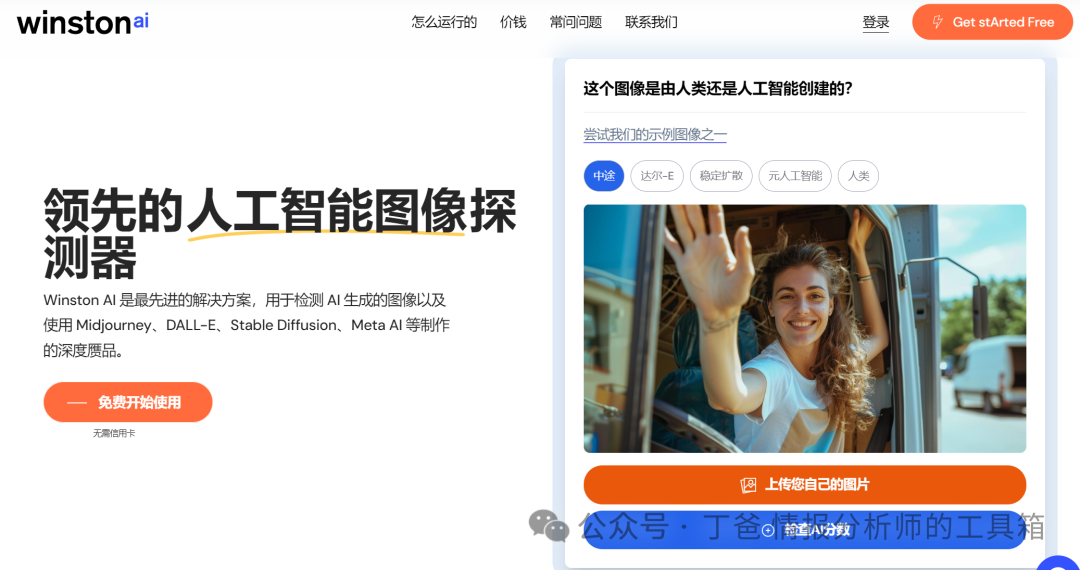 winston ai
怎么运行的 价钱 常问问题 联系我们 登录 Get stArted Free
领先的人工智能图像探
测器
Winston AI 是最先进的解决方案，用于检测 AI 生成的图像以及
使用 Midjourney、DALL-E、Stable Diffusion、Meta AI 等制作
的深度赝品。
免费开始使用
无需信用卡
这个图像是由人类还是人工智能创建的？
尝试我们的示例图像之一
中途 达尔-E 稳定扩散 元人工智能 人类
上传您自己的图片
检查AI分数
公众号 · 丁爸 情报分析师的工具箱